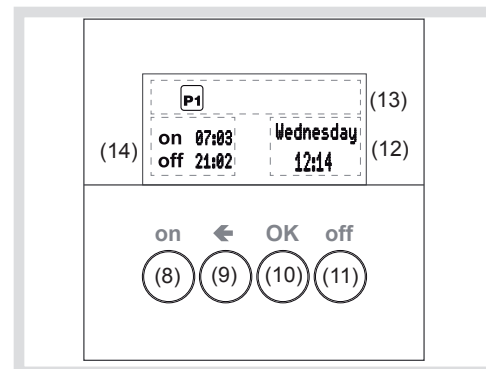 P1
(13)
on 07:03 Wednesday
(14) off 21:02 12:14 (12)
on ← OK off
(8) (9) (10) (11)